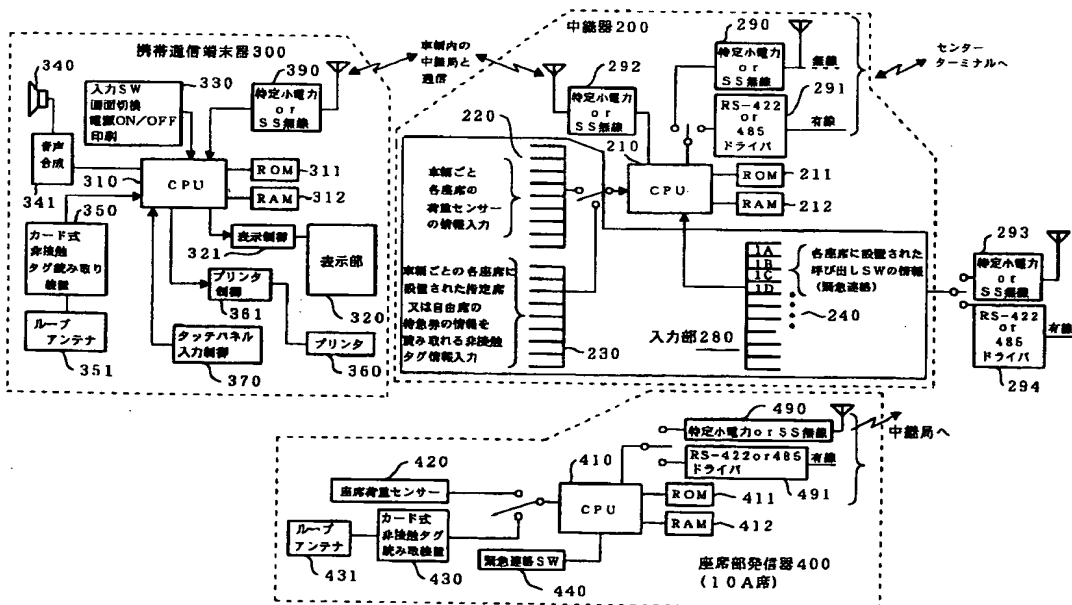 携帯通信端末器300
340
330
入力SW
画面切換
電源ON/OFF
印刷
390
特定小電力
or
SS無線
車輌内の
中継局と
通信
音声
合成
341
310
CPU
ROM
311
RAM
312
350
カード式
非接触
タグ読み取り
装置
321
表示制御
表示部
320
プリンタ
制御
361
ループ
アンテナ
351
タッチパネル
入力制御
370
プリンタ
360
中継器200
292
特定小電力
or
SS無線
290
特定小電力
or
SS無線
無線
RS-422
or
485
ドライバ
291
有線
センター
ターミナルへ
220
車輌ごと
各座席の
荷重センサー
の情報入力
210
CPU
ROM
211
RAM
212
車輌ごとの各座席に
設置された指定席
又は自由席の
特急券の情報を
読み取れる非接触
タグ情報入力
230
1A
1B
1C
1D
各座席に設置された
呼び出しSWの情報
(緊急連絡)
240
入力部280
293
特定小電力
or
SS無線
RS-422
or
485
ドライバ
有線
294
490
特定小電力orSS無線
中継局へ
RS-422or485
ドライバ
有線
491
420
座席荷重センサー
410
CPU
ROM
411
RAM
412
ループ
アンテナ
431
カード式
非接触タグ
読み取装置
430
緊急連絡SW
440
座席部発信器400
(10A席)